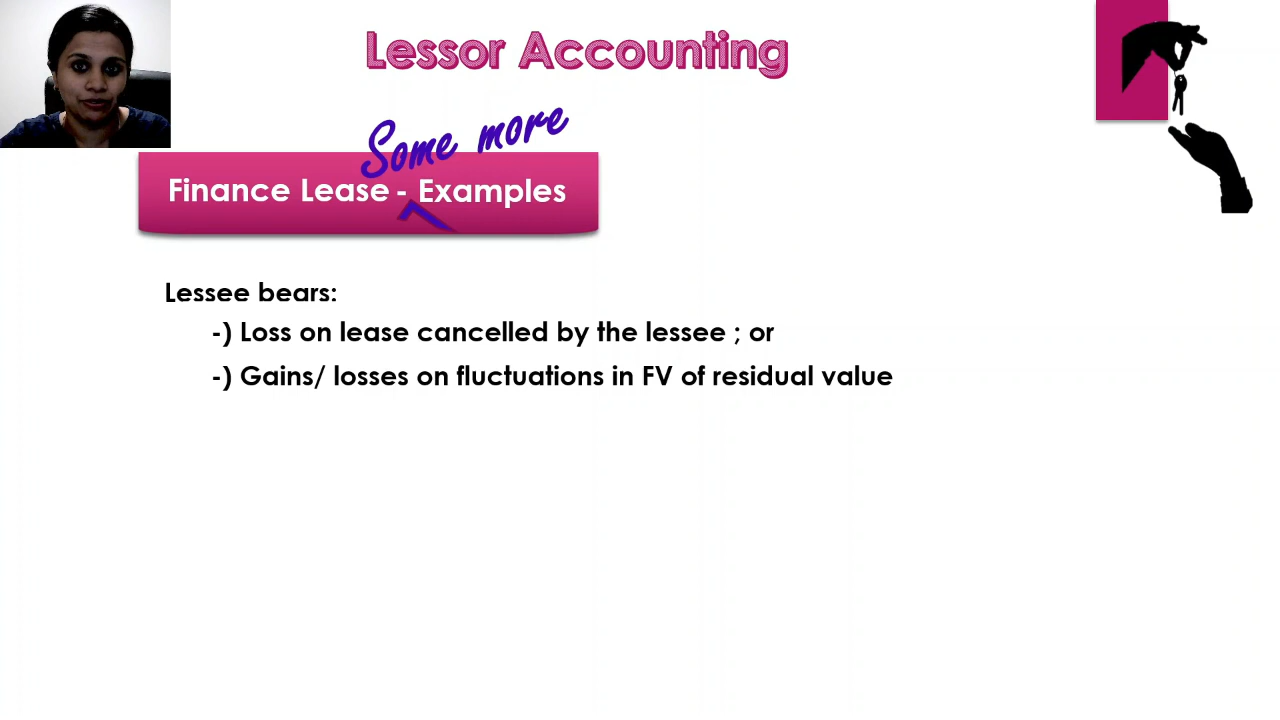 Lessor Accounting
Some more
Finance Lease - Examples
Lessee bears:
-) Loss on lease cancelled by the lessee ; or
-) Gains/ losses on fluctuations in FV of residual value